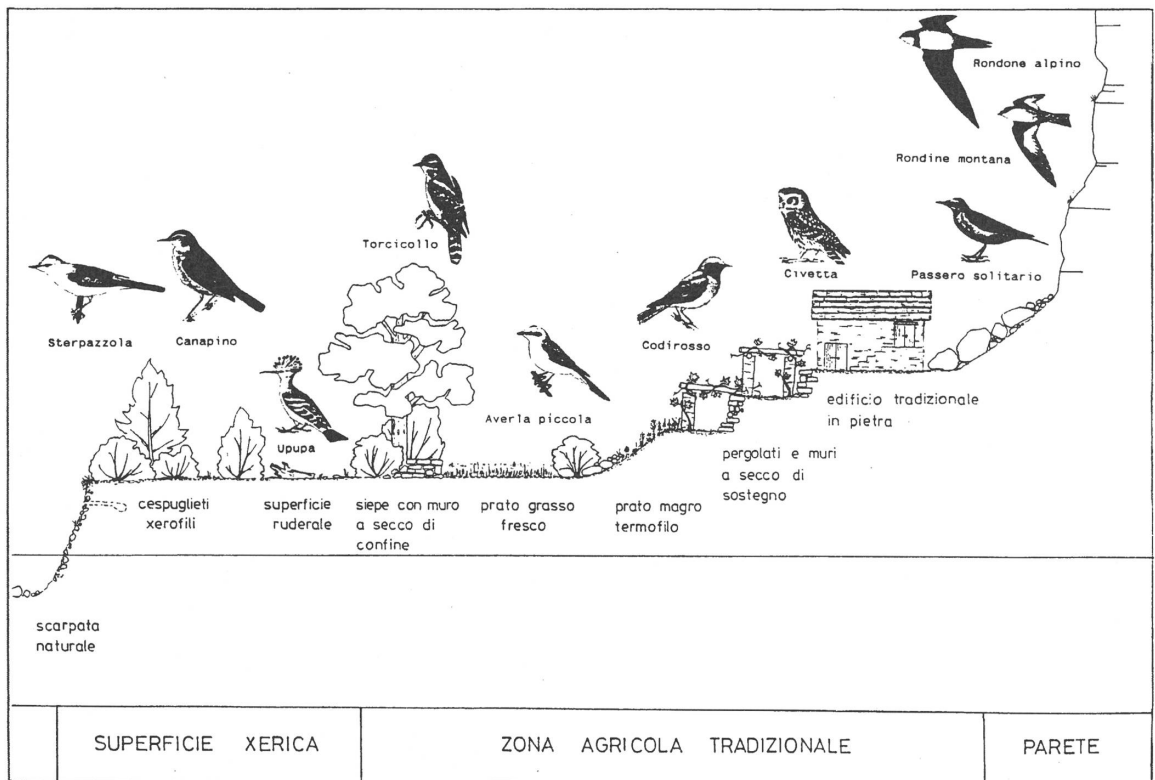 Rondone alpino
Rondine montana
Torcicollo
Civetta
Passero solitario
Sterpazzola
Canapino
Codirosso
Averla piccola
Upupa
edificio tradizionale
in pietra
pergolati e muri
a secco di
sostegno
cespuglieti
xerofili
superficie
ruderale
siepe con muro
a secco di
confine
prato grasso
fresco
prato magro
termofilo
scarpata
naturale
SUPERFICIE XERICA
ZONA AGRICOLA TRADIZIONALE
PARETE